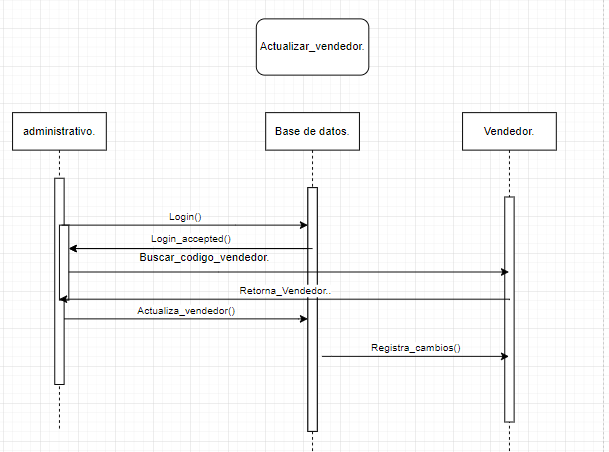 Actualizar_vendedor.
administrativo.
Base de datos.
Vendedor.
Login()
Login_accepted()
Buscar_codigo_vendedor.
Retorna_Vendedor..
Actualiza_vendedor()
Registra_cambios()